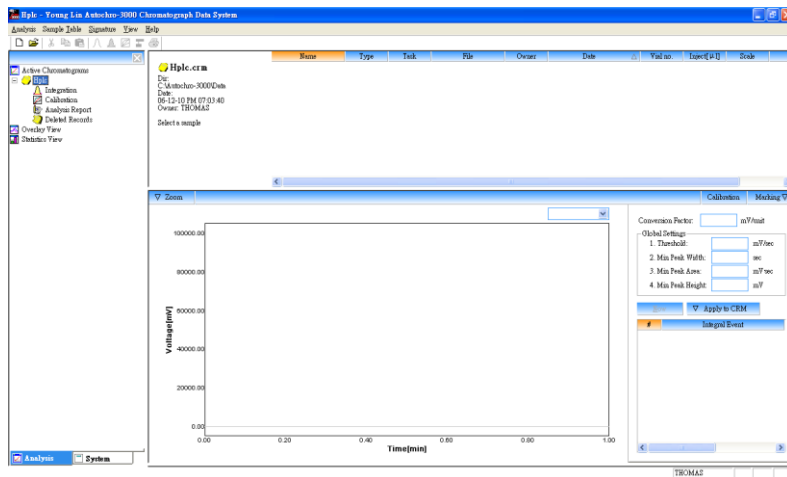 Hplc - Young Lin Autochro-3000 Chromatograph Data System
Analysis Sample Table Signature View Help
Active Chromatograms
Hplc
Integration
Calibration
Analysis Report
Deleted Records
Overlay View
Statistics View
Analysis System
Name Type Task File Owner Date Vial no. Inject[μl] Scale
Hplc.crm
Dir:
C:\Autochro-3000\Data
Date:
06-12-10 PM 07:03:40
Owner: THOMAS
Select a sample
Zoom Calibration Marking
100000.00
80000.00
60000.00
40000.00
20000.00
0.00
Voltage[mV]
0.00 0.20 0.40 0.60 0.80 1.00
Time[min]
Conversion Factor: mV/unit
Global Settings
1. Threshold: mV/sec
2. Min Peak Width: sec
3. Min Peak Area: mV sec
4. Min Peak Height: mV
Apply to CRM
# Integral Event
THOMAS